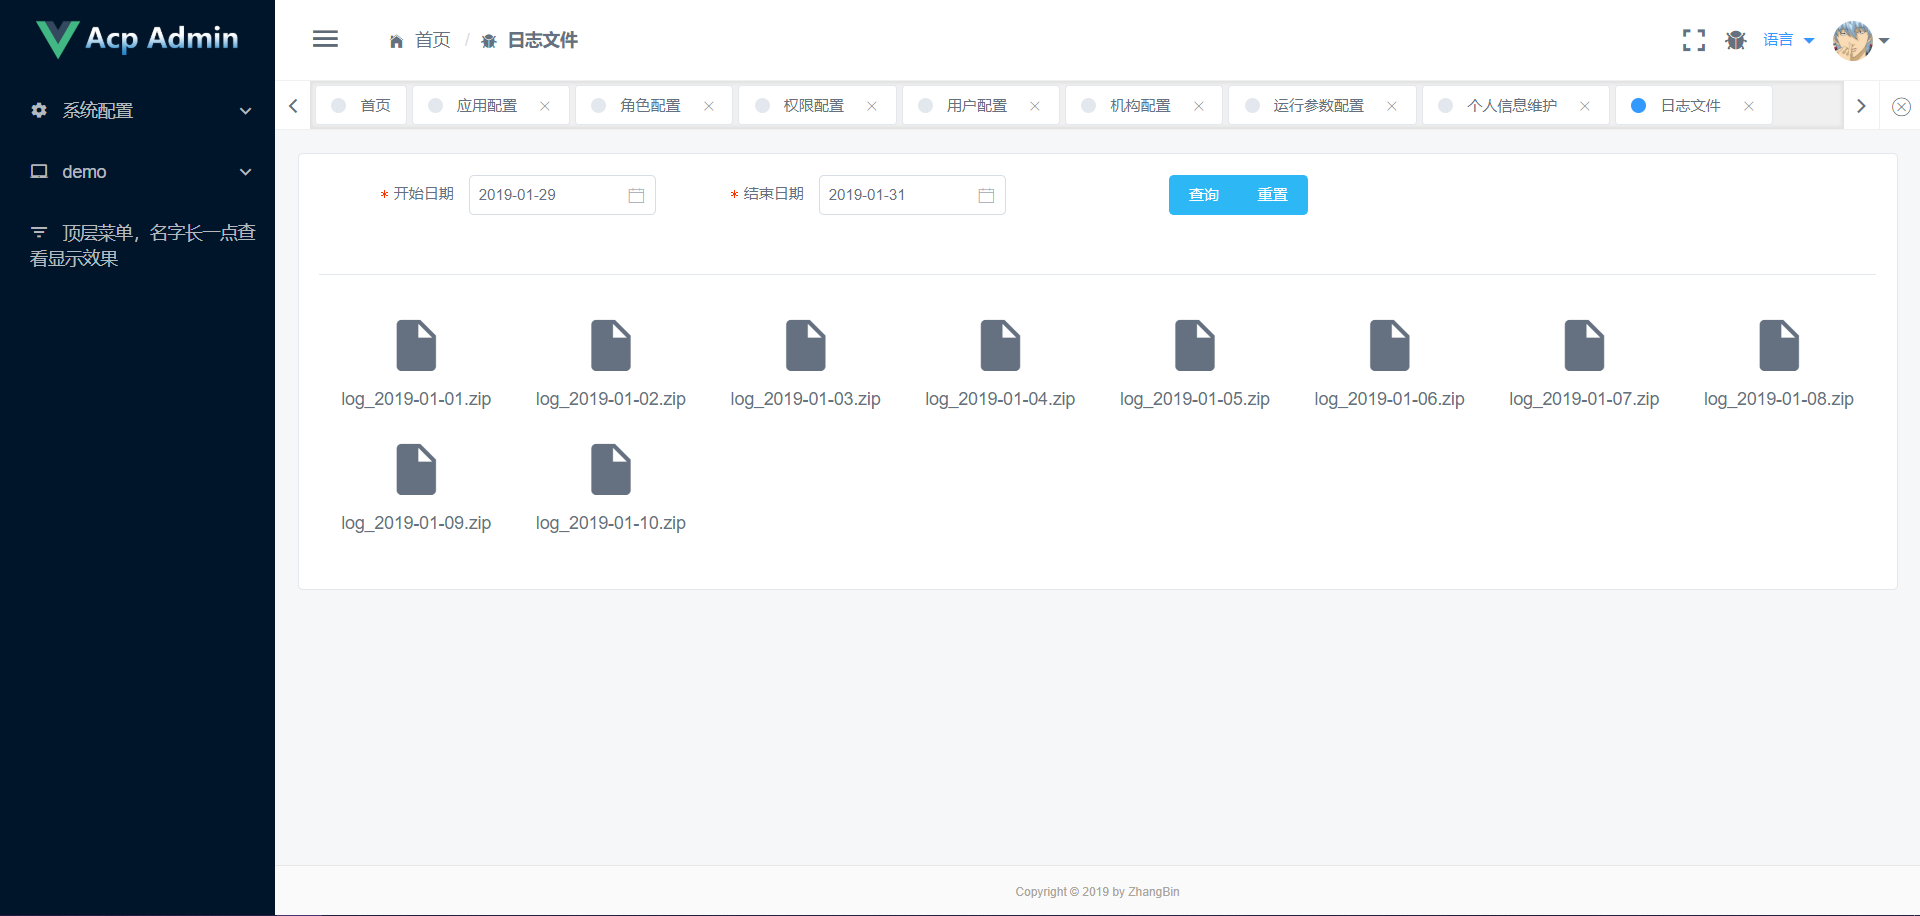 Acp Admin
首页 / 日志文件
语言
系统配置
demo
顶层菜单，名字长一点查
看显示效果
首页 应用配置 角色配置 权限配置 用户配置 机构配置 运行参数配置 个人信息维护 日志文件
* 开始日期 2019-01-29 * 结束日期 2019-01-31 查询 重置
log_2019-01-01.zip log_2019-01-02.zip log_2019-01-03.zip log_2019-01-04.zip log_2019-01-05.zip log_2019-01-06.zip log_2019-01-07.zip log_2019-01-08.zip
log_2019-01-09.zip log_2019-01-10.zip
Copyright © 2019 by ZhangBin